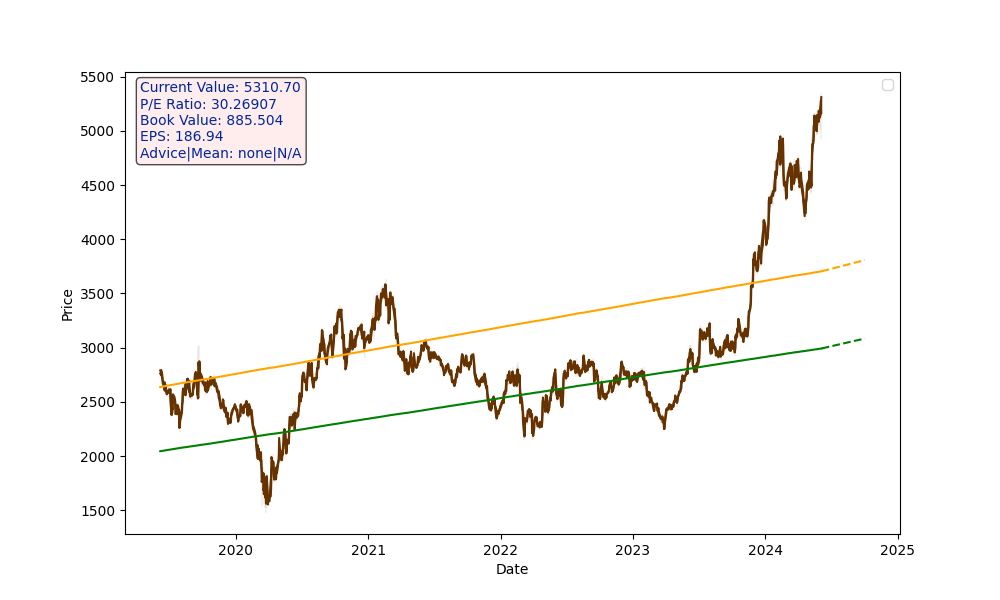 5500
5000
4500
4000
3500
3000
2500
2000
1500
Price
Current Value: 5310.70
P/E Ratio: 30.26907
Book Value: 885.504
EPS: 186.94
Advice|Mean: none|N/A
2020 2021 2022 2023 2024 2025
Date